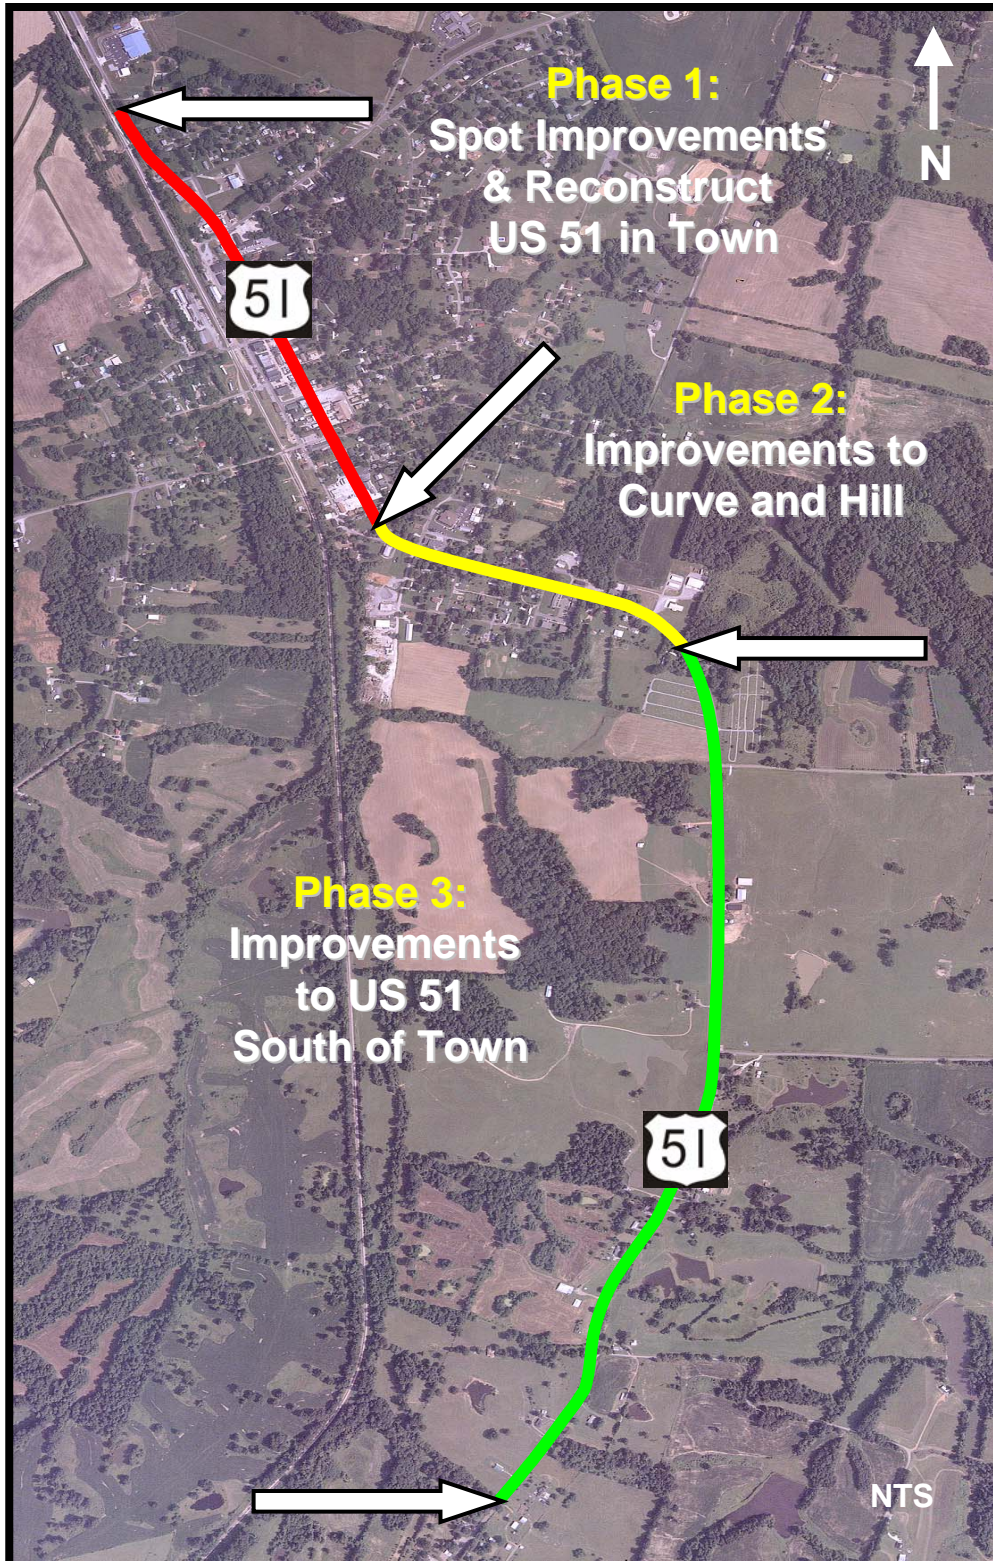 Phase 1:
Spot Improvements
& Reconstruct
US 51 in Town
N
51
Phase 2:
Improvements to
Curve and Hill
Phase 3:
Improvements
to US 51
South of Town
51
NTS